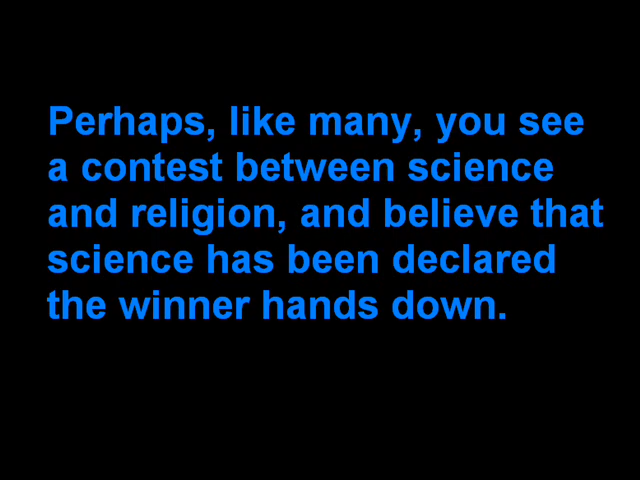 Perhaps, like many, you see
a contest between science
and religion, and believe that
science has been declared
the winner hands down.